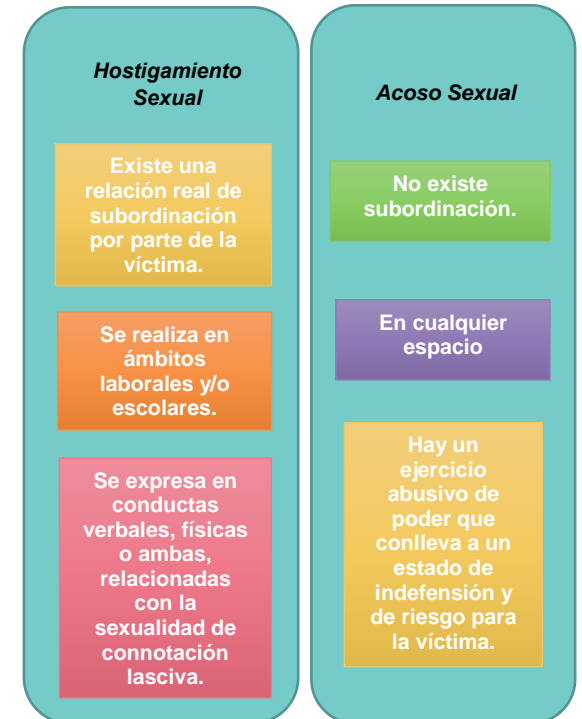 Hostigamiento
Sexual
Existe una
relación real de
subordinación
por parte de la
víctima.
Se realiza en
ámbitos
laborales y/o
escolares.
Se expresa en
conductas
verbales, físicas
o ambas,
relacionadas
con la
sexualidad de
connotación
lasciva.
Acoso Sexual
No existe
subordinación.
En cualquier
espacio
Hay un
ejercicio
abusivo de
poder que
conlleva a un
estado de
indefensión y
de riesgo para
la víctima.